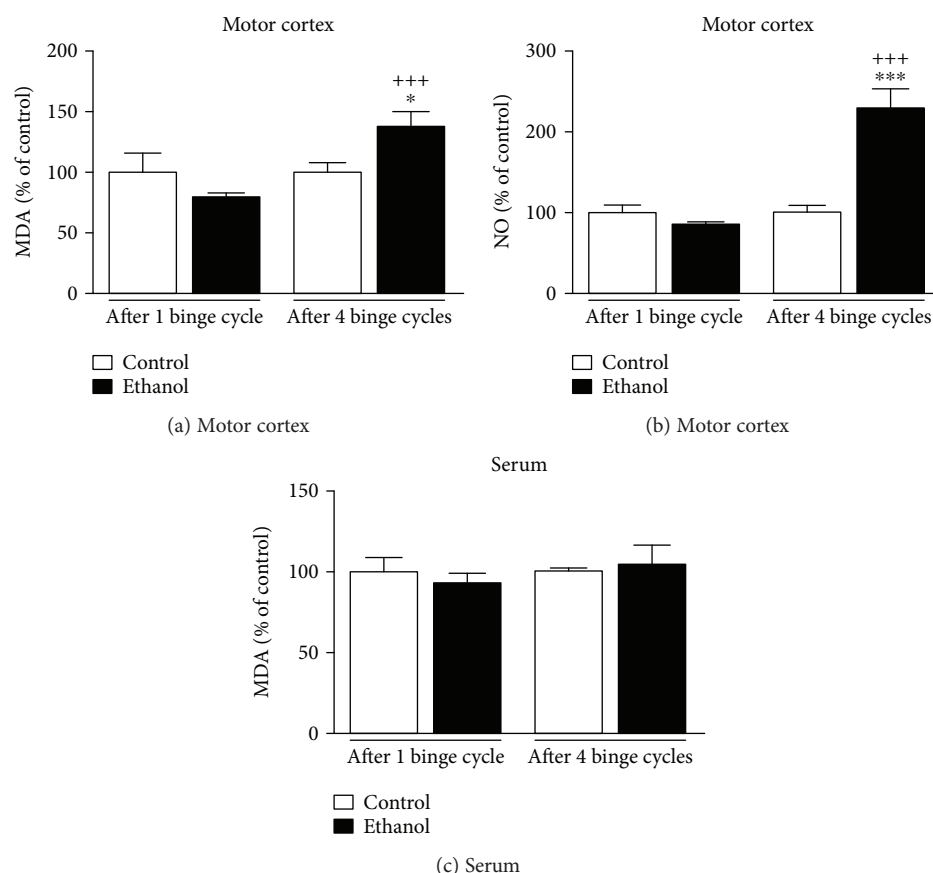 Motor cortex
200
150
100
50
0
MDA (% of control)
+++
*
After 1 binge cycle
After 4 binge cycles
Control
Ethanol
(a) Motor cortex
Motor cortex
300
200
100
0
NO (% of control)
+++
***
After 1 binge cycle
After 4 binge cycles
Control
Ethanol
(b) Motor cortex
Serum
150
100
50
0
MDA (% of control)
After 1 binge cycle
After 4 binge cycles
Control
Ethanol
(c) Serum